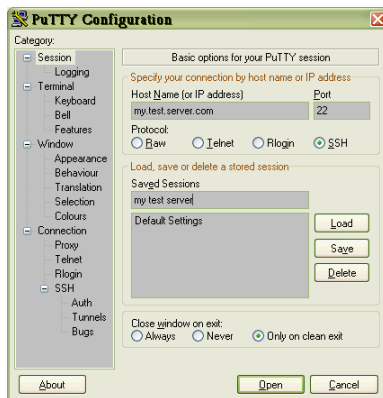 PuTTY Configuration
Category:
Session
Logging
Terminal
Keyboard
Bell
Features
Window
Appearance
Behaviour
Translation
Selection
Colours
Connection
Proxy
Telnet
Rlogin
SSH
Auth
Tunnels
Bugs
Basic options for your PuTTY session
Specify your connection by host name or IP address
Host Name (or IP address) Port
my.test.server.com 22
Protocol:
Raw Telnet Rlogin SSH
Load, save or delete a stored session
Saved Sessions
my test server
Default Settings
Load
Save
Delete
Close window on exit:
Always Never Only on clean exit
About Open Cancel